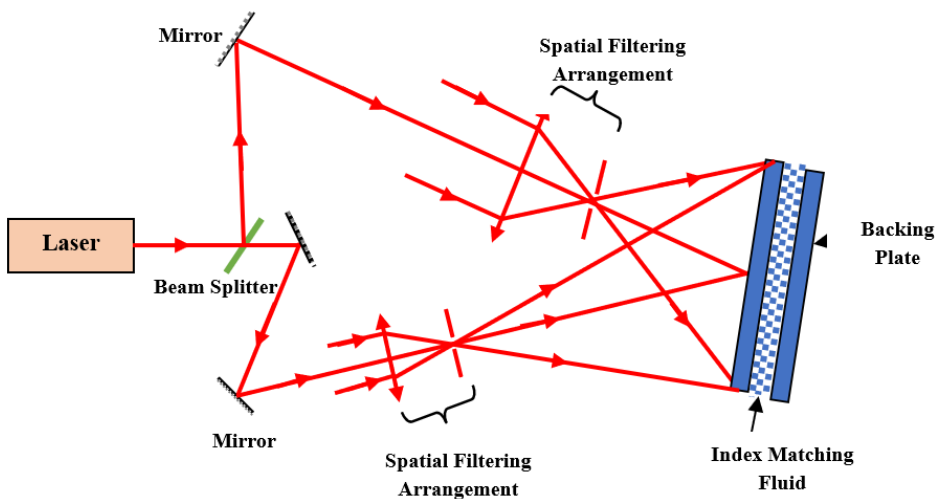 Mirror
Spatial Filtering
Arrangement
Laser
Beam Splitter
Backing
Plate
Mirror
Spatial Filtering
Arrangement
Index Matching
Fluid